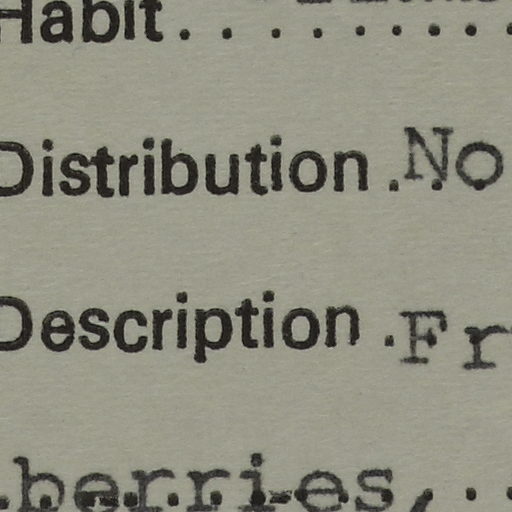 Habit . . . . . . . . .
Distribution . No
Description . Fr
berries, . .